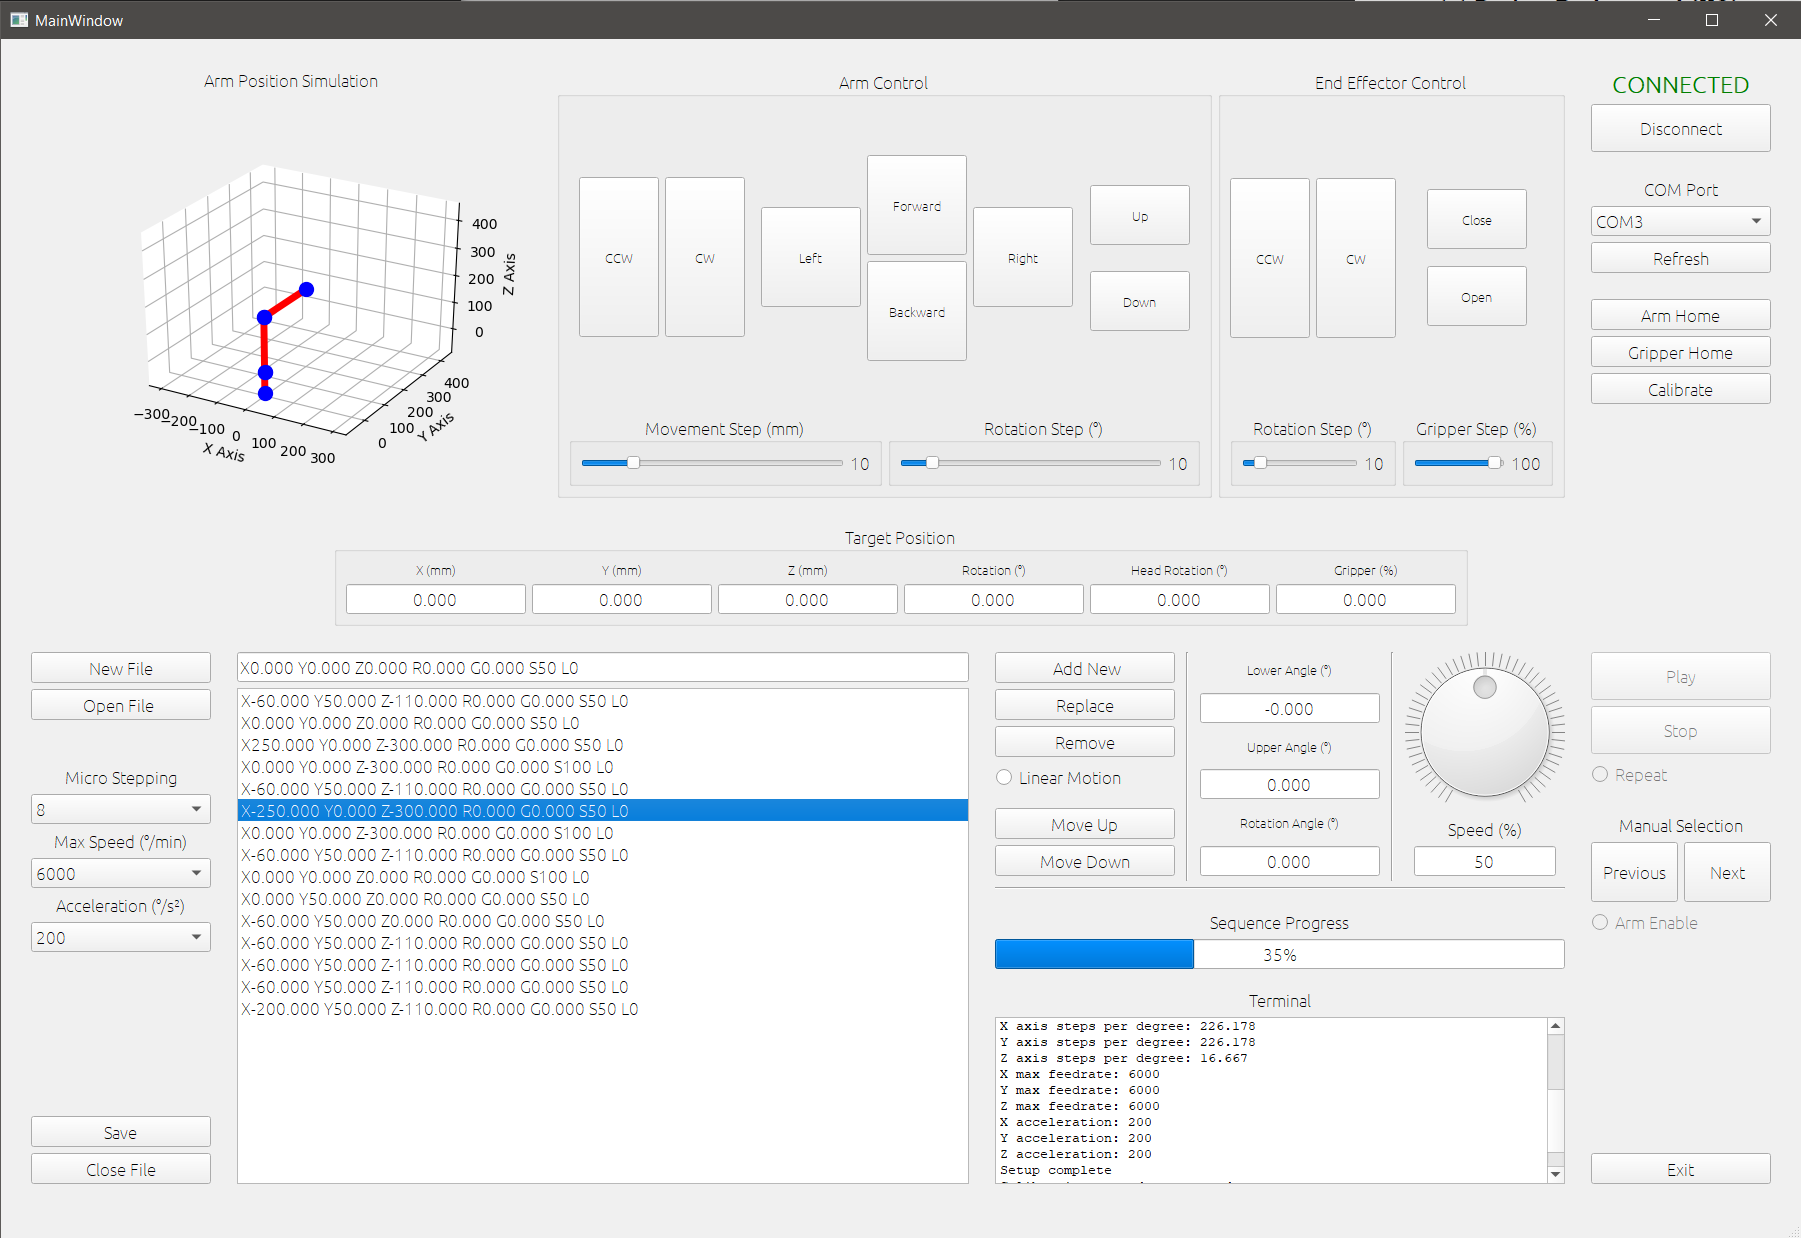 MainWindow
Arm Position Simulation
400
300
200
100
0
Z Axis
400
300
200
100
0
Y Axis
−300
−200
−100
0
100
200
300
X Axis
Arm Control
CCW
CW
Left
Forward
Backward
Right
Up
Down
Movement Step (mm)
10
Rotation Step (°)
10
End Effector Control
CCW
CW
Close
Open
Rotation Step (°)
10
Gripper Step (%)
100
CONNECTED
Disconnect
COM Port
COM3
Refresh
Arm Home
Gripper Home
Calibrate
Target Position
X (mm) Y (mm) Z (mm) Rotation (°) Head Rotation (°) Gripper (%)
0.000 0.000 0.000 0.000 0.000 0.000
New File
Open File
Micro Stepping
8
Max Speed (°/min)
6000
Acceleration (°/s²)
200
Save
Close File
X0.000 Y0.000 Z0.000 R0.000 G0.000 S50 L0
X-60.000 Y50.000 Z-110.000 R0.000 G0.000 S50 L0
X0.000 Y0.000 Z0.000 R0.000 G0.000 S50 L0
X250.000 Y0.000 Z-300.000 R0.000 G0.000 S50 L0
X0.000 Y0.000 Z-300.000 R0.000 G0.000 S100 L0
X-60.000 Y50.000 Z-110.000 R0.000 G0.000 S50 L0
X-250.000 Y0.000 Z-300.000 R0.000 G0.000 S50 L0
X0.000 Y0.000 Z-300.000 R0.000 G0.000 S100 L0
X-60.000 Y50.000 Z-110.000 R0.000 G0.000 S50 L0
X0.000 Y0.000 Z0.000 R0.000 G0.000 S100 L0
X0.000 Y50.000 Z0.000 R0.000 G0.000 S50 L0
X-60.000 Y50.000 Z0.000 R0.000 G0.000 S50 L0
X-60.000 Y50.000 Z-110.000 R0.000 G0.000 S50 L0
X-60.000 Y50.000 Z-110.000 R0.000 G0.000 S50 L0
X-60.000 Y50.000 Z-110.000 R0.000 G0.000 S50 L0
X-200.000 Y50.000 Z-110.000 R0.000 G0.000 S50 L0
Add New
Replace
Remove
Linear Motion
Move Up
Move Down
Lower Angle (°)
-0.000
Upper Angle (°)
0.000
Rotation Angle (°)
0.000
Speed (%)
50
Sequence Progress
35%
Terminal
X axis steps per degree: 226.178
Y axis steps per degree: 226.178
Z axis steps per degree: 16.667
X max feedrate: 6000
Y max feedrate: 6000
Z max feedrate: 6000
X acceleration: 200
Y acceleration: 200
Z acceleration: 200
Setup complete
Play
Stop
Repeat
Manual Selection
Previous
Next
Arm Enable
Exit